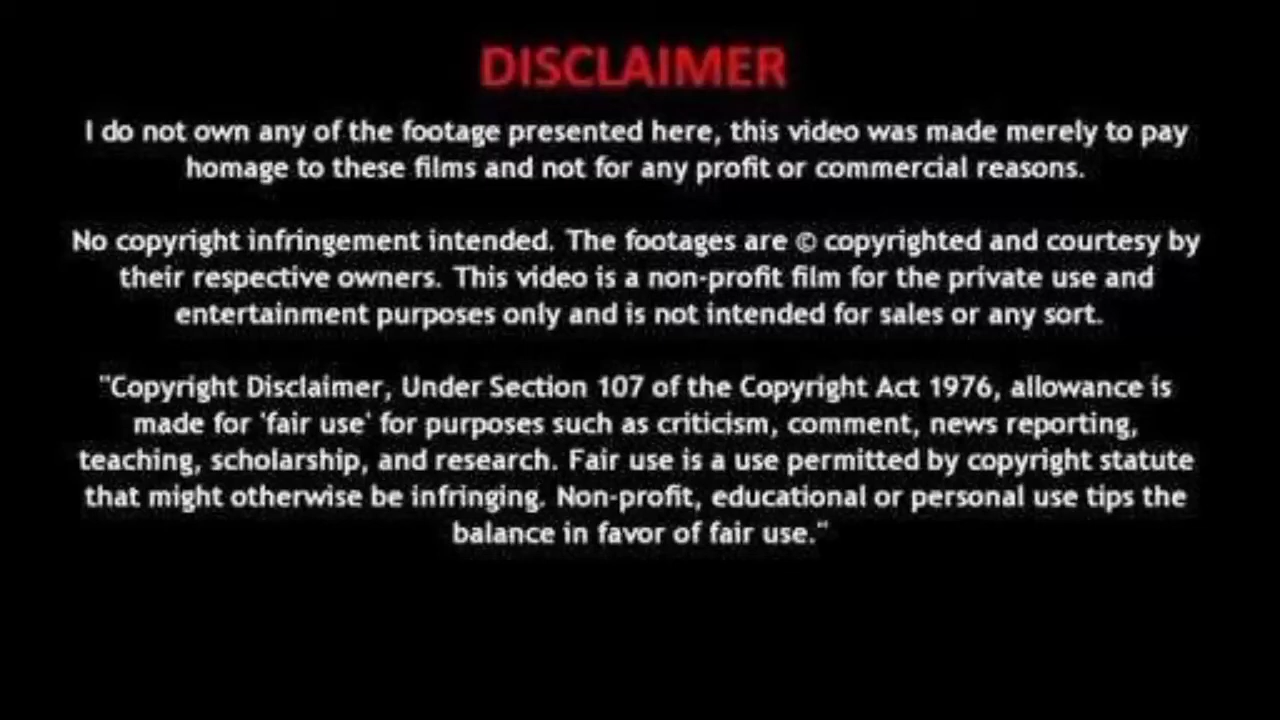 DISCLAIMER
I do not own any of the footage presented here, this video was made merely to pay
homage to these films and not for any profit or commercial reasons.
No copyright infringement intended. The footages are © copyrighted and courtesy by
their respective owners. This video is a non-profit film for the private use and
entertainment purposes only and is not intended for sales or any sort.
"Copyright Disclaimer, Under Section 107 of the Copyright Act 1976, allowance is
made for 'fair use' for purposes such as criticism, comment, news reporting,
teaching, scholarship, and research. Fair use is a use permitted by copyright statute
that might otherwise be infringing. Non-profit, educational or personal use tips the
balance in favor of fair use."